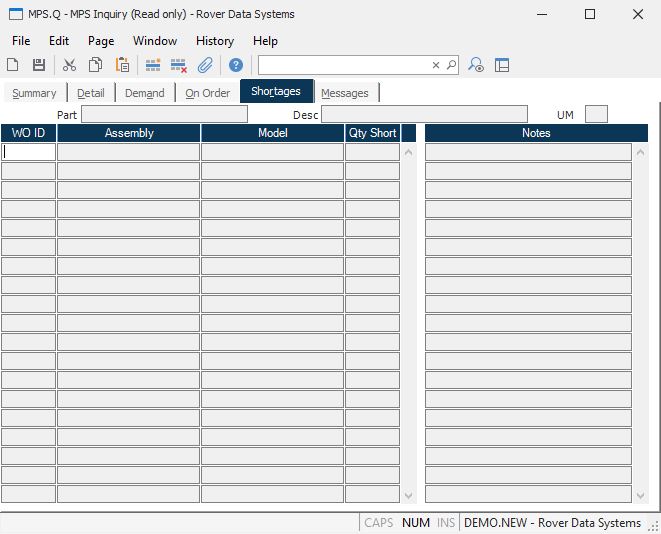 MPS.Q - MPS Inquiry (Read only) - Rover Data Systems
File Edit Page Window History Help
Summary Detail Demand On Order Shortages Messages
Part Desc UM
WO ID Assembly Model Qty Short Notes
CAPS NUM INS DEMO.NEW - Rover Data Systems